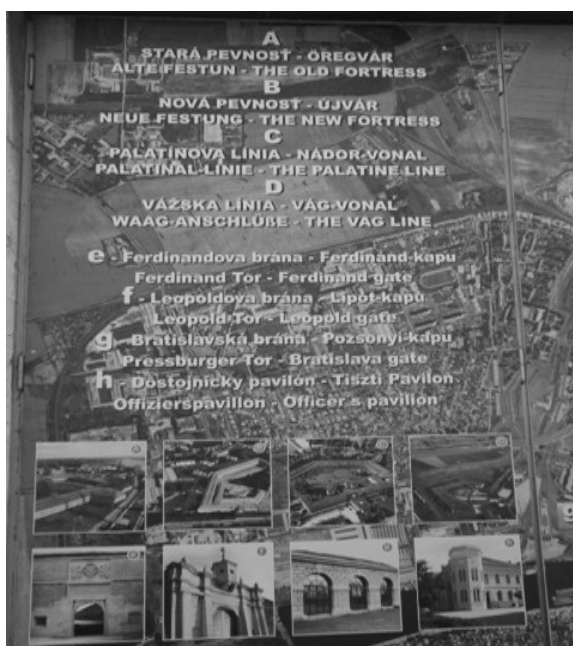 A
STARÁ PEVNOSŤ - ÖREGVÁR
ALTE FESTUN - THE OLD FORTRESS
B
NOVÁ PEVNOSŤ - ÚJVÁR
NEUE FESTUNG - THE NEW FORTRESS
C
PALATÍNOVA LÍNIA - NÁDOR-VONAL
PALATINAL-LINIE - THE PALATINE LINE
D
VÁŽSKA LÍNIA - VÁG-VONAL
WAAG-ANSCHLÜßE - THE VAG LINE
e - Ferdinandova brána - Ferdinánd-kapu
Ferdinand Tor - Ferdinand gate
f - Leopoldova brána - Lipót-kapu
Leopold Tor - Leopold gate
g - Bratislavská brána - Pozsonyi-kapu
Pressburger Tor - Bratislava gate
h - Dôstojnícky pavilón - Tiszti Pavilon
Offizierspavillon - Officer's pavilon
g